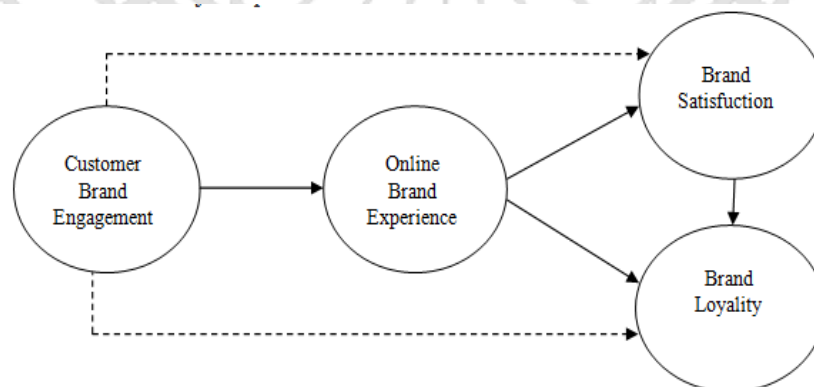 Customer
Brand
Engagement
Online
Brand
Experience
Brand
Satisfuction
Brand
Loyality